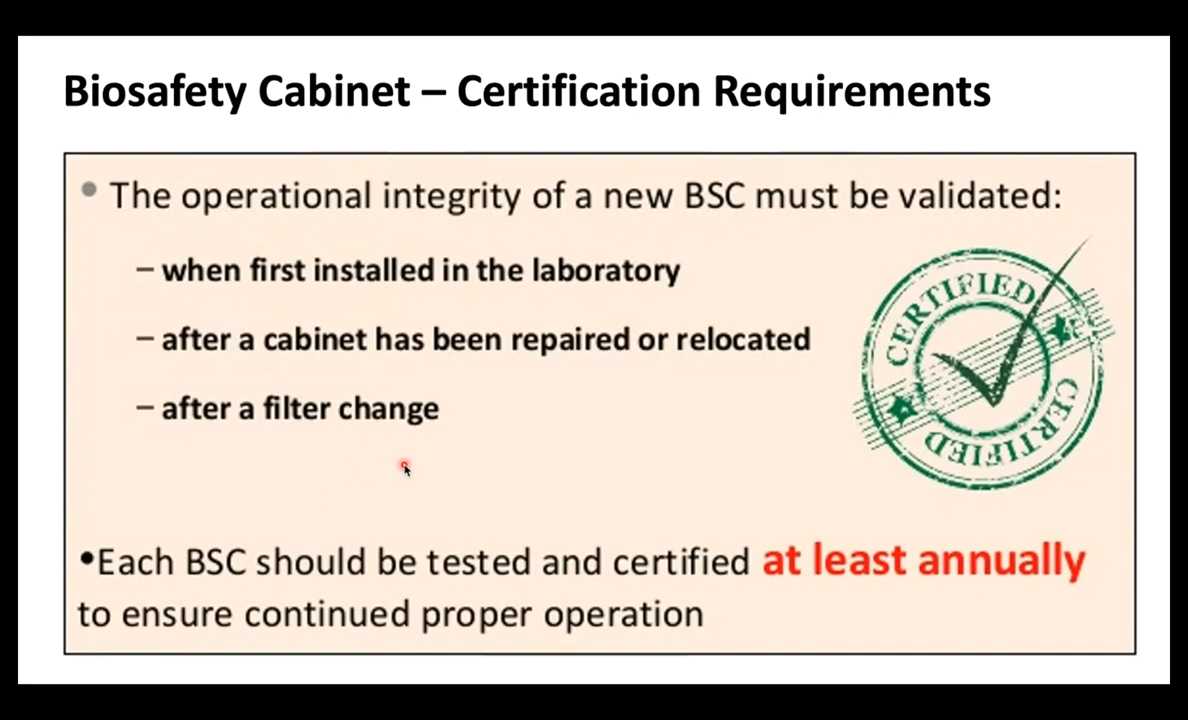 Biosafety Cabinet – Certification Requirements
• The operational integrity of a new BSC must be validated:
– when first installed in the laboratory
– after a cabinet has been repaired or relocated
– after a filter change
CERTIFIED
CERTIFIED
•Each BSC should be tested and certified at least annually
to ensure continued proper operation